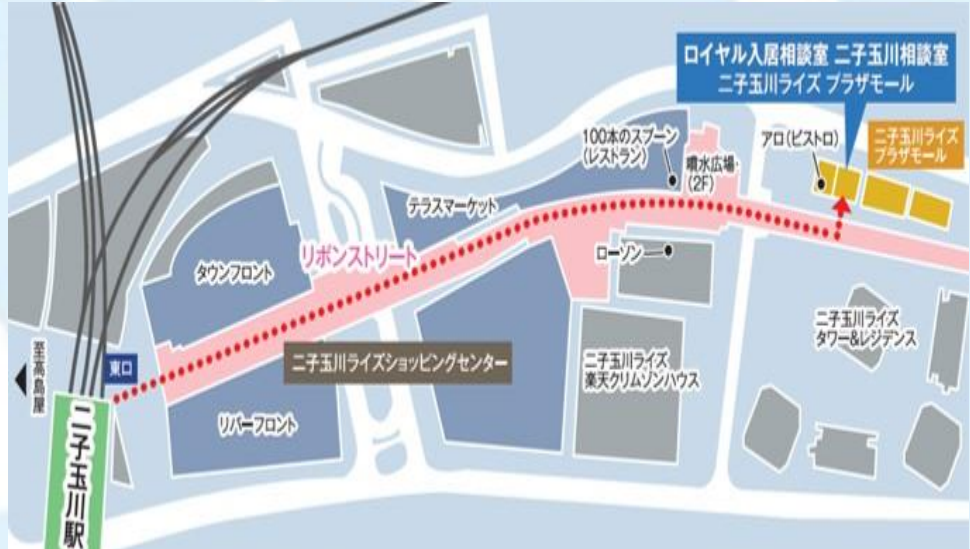 ロイヤル入居相談室 二子玉川相談室
二子玉川ライズ プラザモール
100本のスプーン
(レストラン)
噴水広場
(2F)
アロ(ビストロ)
二子玉川ライズ
プラザモール
テラスマーケット
リボンストリート
タウンフロント
ローソン
二子玉川ライズ
タワー&レジデンス
二子玉川ライズショッピングセンター
二子玉川ライズ
楽天クリムゾンハウス
東口
至高島屋
リバーフロント
二子玉川駅